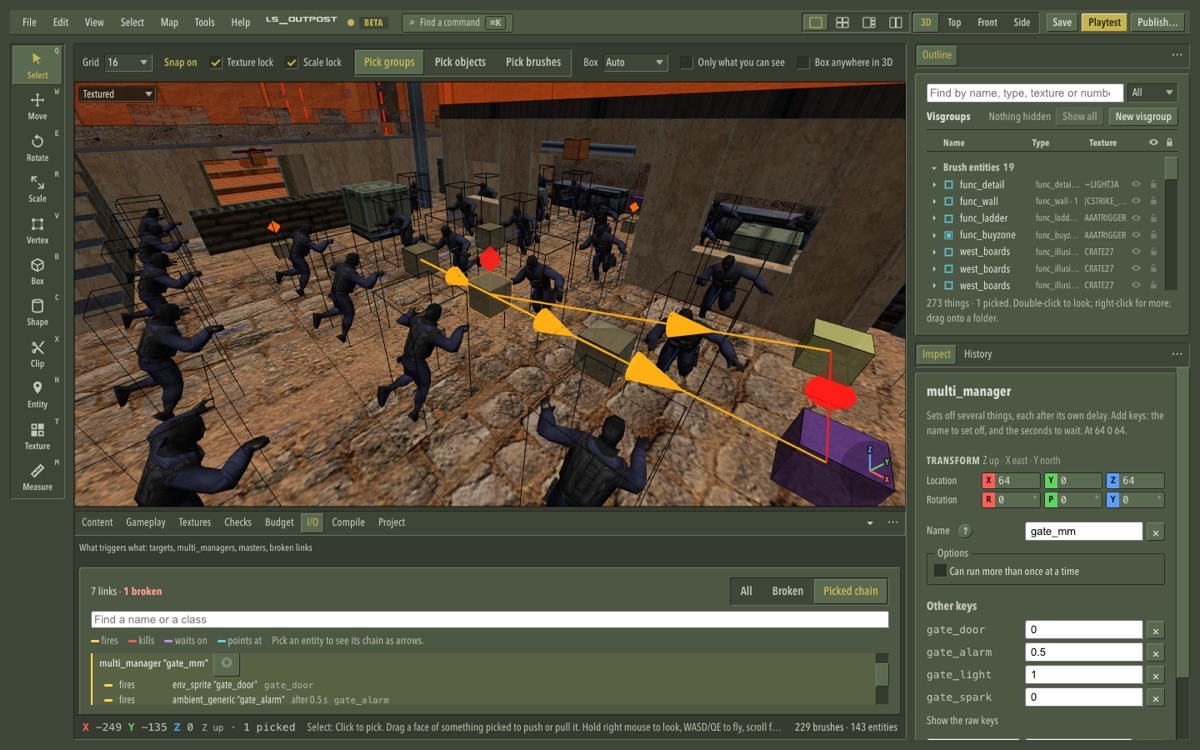 File Edit View Select Map Tools Help LS_OUTPOST BETA Find a command ⌘K 3D Top Front Side Save Playtest Publish...
Grid 16 Snap on Texture lock Scale lock Pick groups Pick objects Pick brushes Box Auto Only what you can see Box anywhere in 3D
Textured
Q
Select
W
Move
E
Rotate
R
Scale
V
Vertex
B
Box
C
Shape
X
Clip
N
Entity
T
Texture
M
Measure
Z
Y
X
Outline ...
Find by name, type, texture or numb All
Visgroups Nothing hidden Show all New visgroup
Name Type Texture
Brush entities 19
func_detail func_detai... ~LIGHT3A
func_wall func_wall · 1 {CSTRIKE_...
func_ladder func_ladd... AAATRIGGER
func_buyzone func_buyz... AAATRIGGER
west_boards func_illusi... CRATE27
west_boards func_illusi... CRATE27
west_boards func_illusi... CRATE27
273 things · 1 picked. Double-click to look; right-click for more;
drag onto a folder.
Inspect History ...
multi_manager
Sets off several things, each after its own delay. Add keys: the
name to set off, and the seconds to wait. At 64 0 64.
TRANSFORM Z up · X east · Y north
Location X 64 Y 0 Z 64
Rotation R 0 ° P 0 ° Y 0 °
Name ? gate_mm ×
Options
Can run more than once at a time
Other keys
gate_door 0 ×
gate_alarm 0.5 ×
gate_light 1 ×
gate_spark 0 ×
Show the raw keys
Content Gameplay Textures Checks Budget I/O Compile Project ...
What triggers what: targets, multi_managers, masters, broken links
7 links · 1 broken All Broken Picked chain
Find a name or a class
fires kills waits on points at Pick an entity to see its chain as arrows.
multi_manager "gate_mm"
fires env_sprite "gate_door" gate_door
fires ambient_generic "gate_alarm" after 0.5 s gate_alarm
X −249 Y −135 Z 0 Z up · 1 picked Select: Click to pick. Drag a face of something picked to push or pull it. Hold right mouse to look, WASD/QE to fly, scroll f... 229 brushes · 143 entities